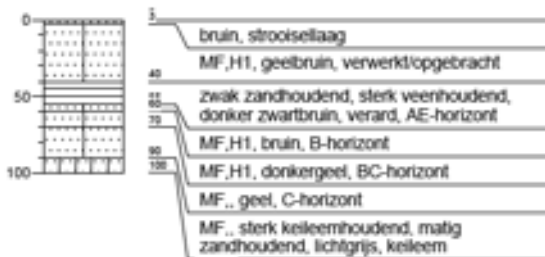 0
50
100
3
40
55
60
70
90
100
bruin, strooisellaag
MF,H1, geelbruin, verwerkt/opgebracht
zwak zandhoudend, sterk veenhoudend,
donker zwartbruin, verard, AE-horizont
MF,H1, bruin, B-horizont
MF,H1, donkergeel, BC-horizont
MF,, geel, C-horizont
MF,, sterk keileemhoudend, matig
zandhoudend, lichtgrijs, keileem